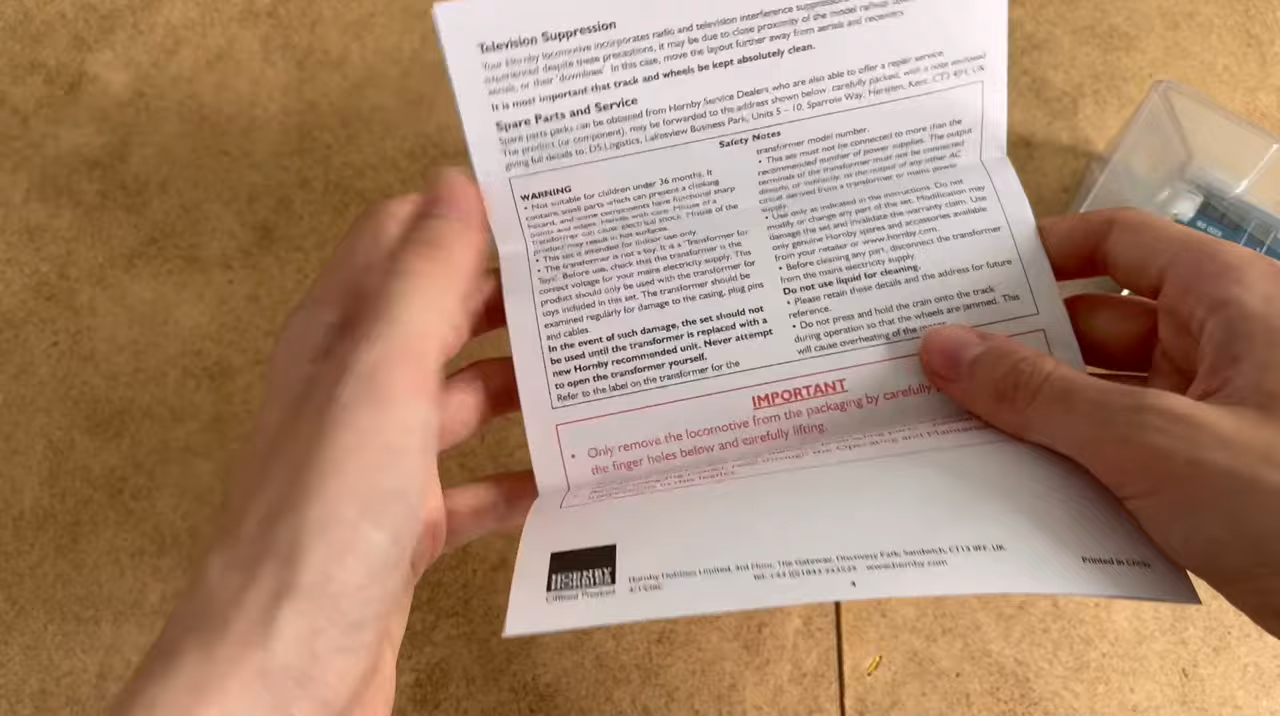 Television Suppression
Your Hornby locomotive incorporates radio and television interference
experienced despite these precautions, it may be due to close proximity of the model railway
aerials, or their 'downlead'. In this case, move the layout further away from aerials and receivers
It is most important that track and wheels be kept absolutely clean.
Spare Parts and Service
Spare parts packs can be obtained from Hornby Service Dealers who are also able to offer a repair service.
The product (or component), may be forwarded to the address shown below, carefully packed, with a note enclosed
giving full details to: DS Logistics, Lakesview Business Park, Units 5 – 10, Sparrow Way, Hersden, Kent, CT3 4 UK
Safety Notes
WARNING
• Not suitable for children under 36 months. It
contains small parts which can present a choking
hazard, and some components have functional sharp
points and edges. Handle with care. Misuse of a
transformer can cause electrical shock. Misuse of the
product may result in hot surfaces.
• This set is intended for indoor use only.
• The transformer is not a toy. It is a 'Transformer for
Toys'. Before use, check that the transformer is the
correct voltage for your mains electricity supply. This
product should only be used with the transformer for
toys included in this set. The transformer should be
examined regularly for damage to the casing, plug pins
and cables.
In the event of such damage, the set should not
be used until the transformer is replaced with a
new Hornby recommended unit. Never attempt
to open the transformer yourself.
Refer to the label on the transformer for the
transformer model number.
• This set must not be connected to more than the
recommended number of power supplies. The output
terminals of the transformer must not be connected
directly, or indirectly, to the output of any other AC
circuit derived from a transformer or mains power
supply.
• Use only as indicated in the instructions. Do not
modify or change any part of the set. Modification may
damage the set and invalidate the warranty claim. Use
only genuine Hornby spares and accessories available
from your retailer or www.hornby.com.
• Before cleaning any part, disconnect the transformer
from the mains electricity supply.
Do not use liquid for cleaning.
• Please retain these details and the address for future
reference.
• Do not press and hold the train onto the track
during operation so that the wheels are jammed. This
will cause overheating of the motor.
IMPORTANT
• Only remove the locomotive from the packaging by carefully
the finger holes below and carefully lifting.
read through the Operating and
in this leaflet.
HORNBY
Hornby Hobbies Limited, 3rd Floor, The Gateway, Discovery Park, Sandwich, CT13 9FF, UK
www.hornby.com
4
Printed in China